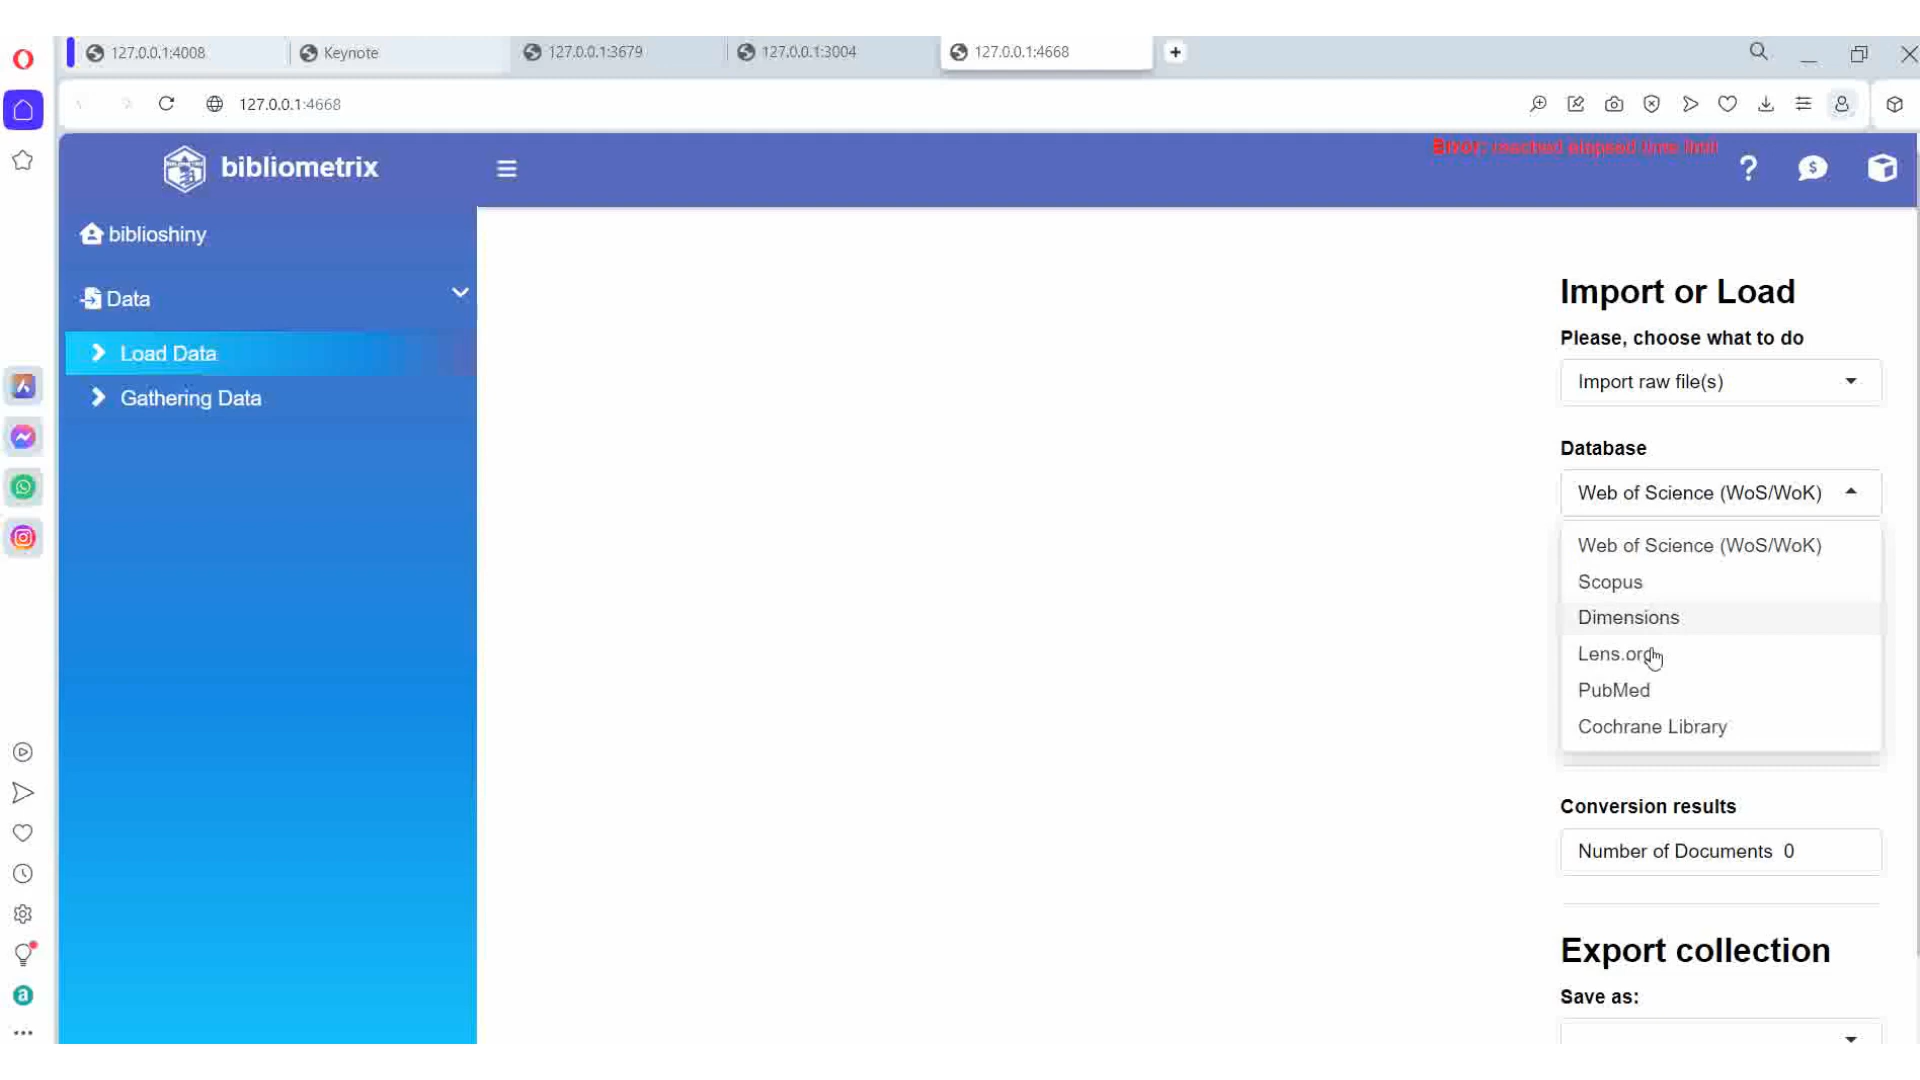 127.0.0.1:4008
Keynote
127.0.0.1:3679
127.0.0.1:3004
127.0.0.1:4668
127.0.0.1:4668
bibliometrix
Error: reached elapsed time limit
biblioshiny
Data
Load Data
Gathering Data
Import or Load
Please, choose what to do
Import raw file(s)
Database
Web of Science (WoS/WoK)
Web of Science (WoS/WoK)
Scopus
Dimensions
Lens.org
PubMed
Cochrane Library
Conversion results
Number of Documents 0
Export collection
Save as: